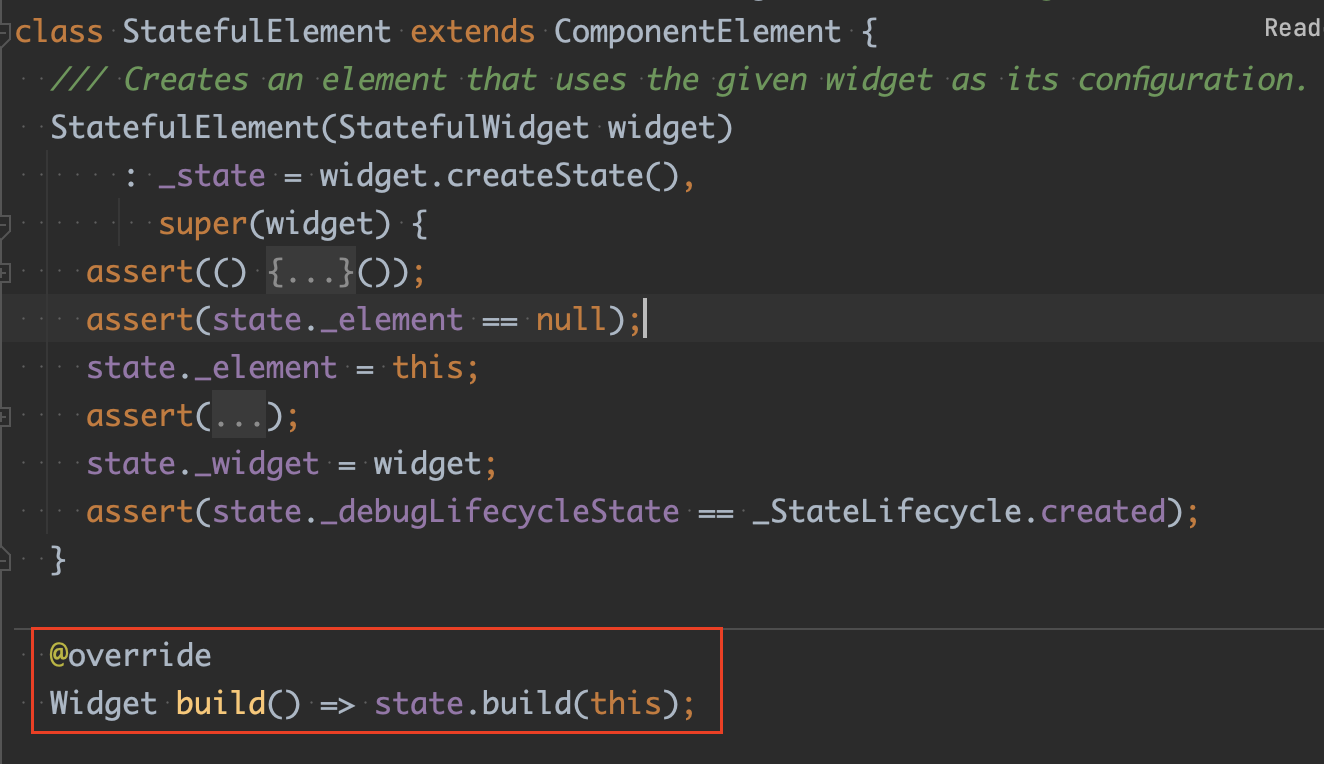 class StatefulElement extends ComponentElement {
Read
/// Creates an element that uses the given widget as its configuration.
StatefulElement(StatefulWidget widget)
: _state = widget.createState(),
super(widget) {
assert(() {...}());
assert(state._element == null);
state._element = this;
assert(...);
state._widget = widget;
assert(state._debugLifecycleState == _StateLifecycle.created);
}
@override
Widget build() => state.build(this);